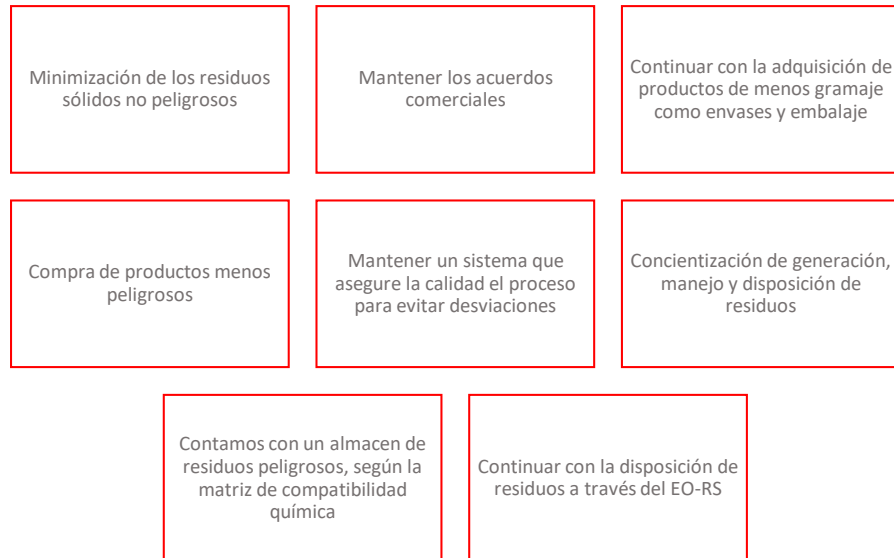 Minimización de los residuos
sólidos no peligrosos
Mantener los acuerdos
comerciales
Continuar con la adquisición de
productos de menos gramaje
como envases y embalaje
Compra de productos menos
peligrosos
Mantener un sistema que
asegure la calidad el proceso
para evitar desviaciones
Concientización de generación,
manejo y disposición de
residuos
Contamos con un almacen de
residuos peligrosos, según la
matriz de compatibilidad
química
Continuar con la disposición de
residuos a través del EO-RS